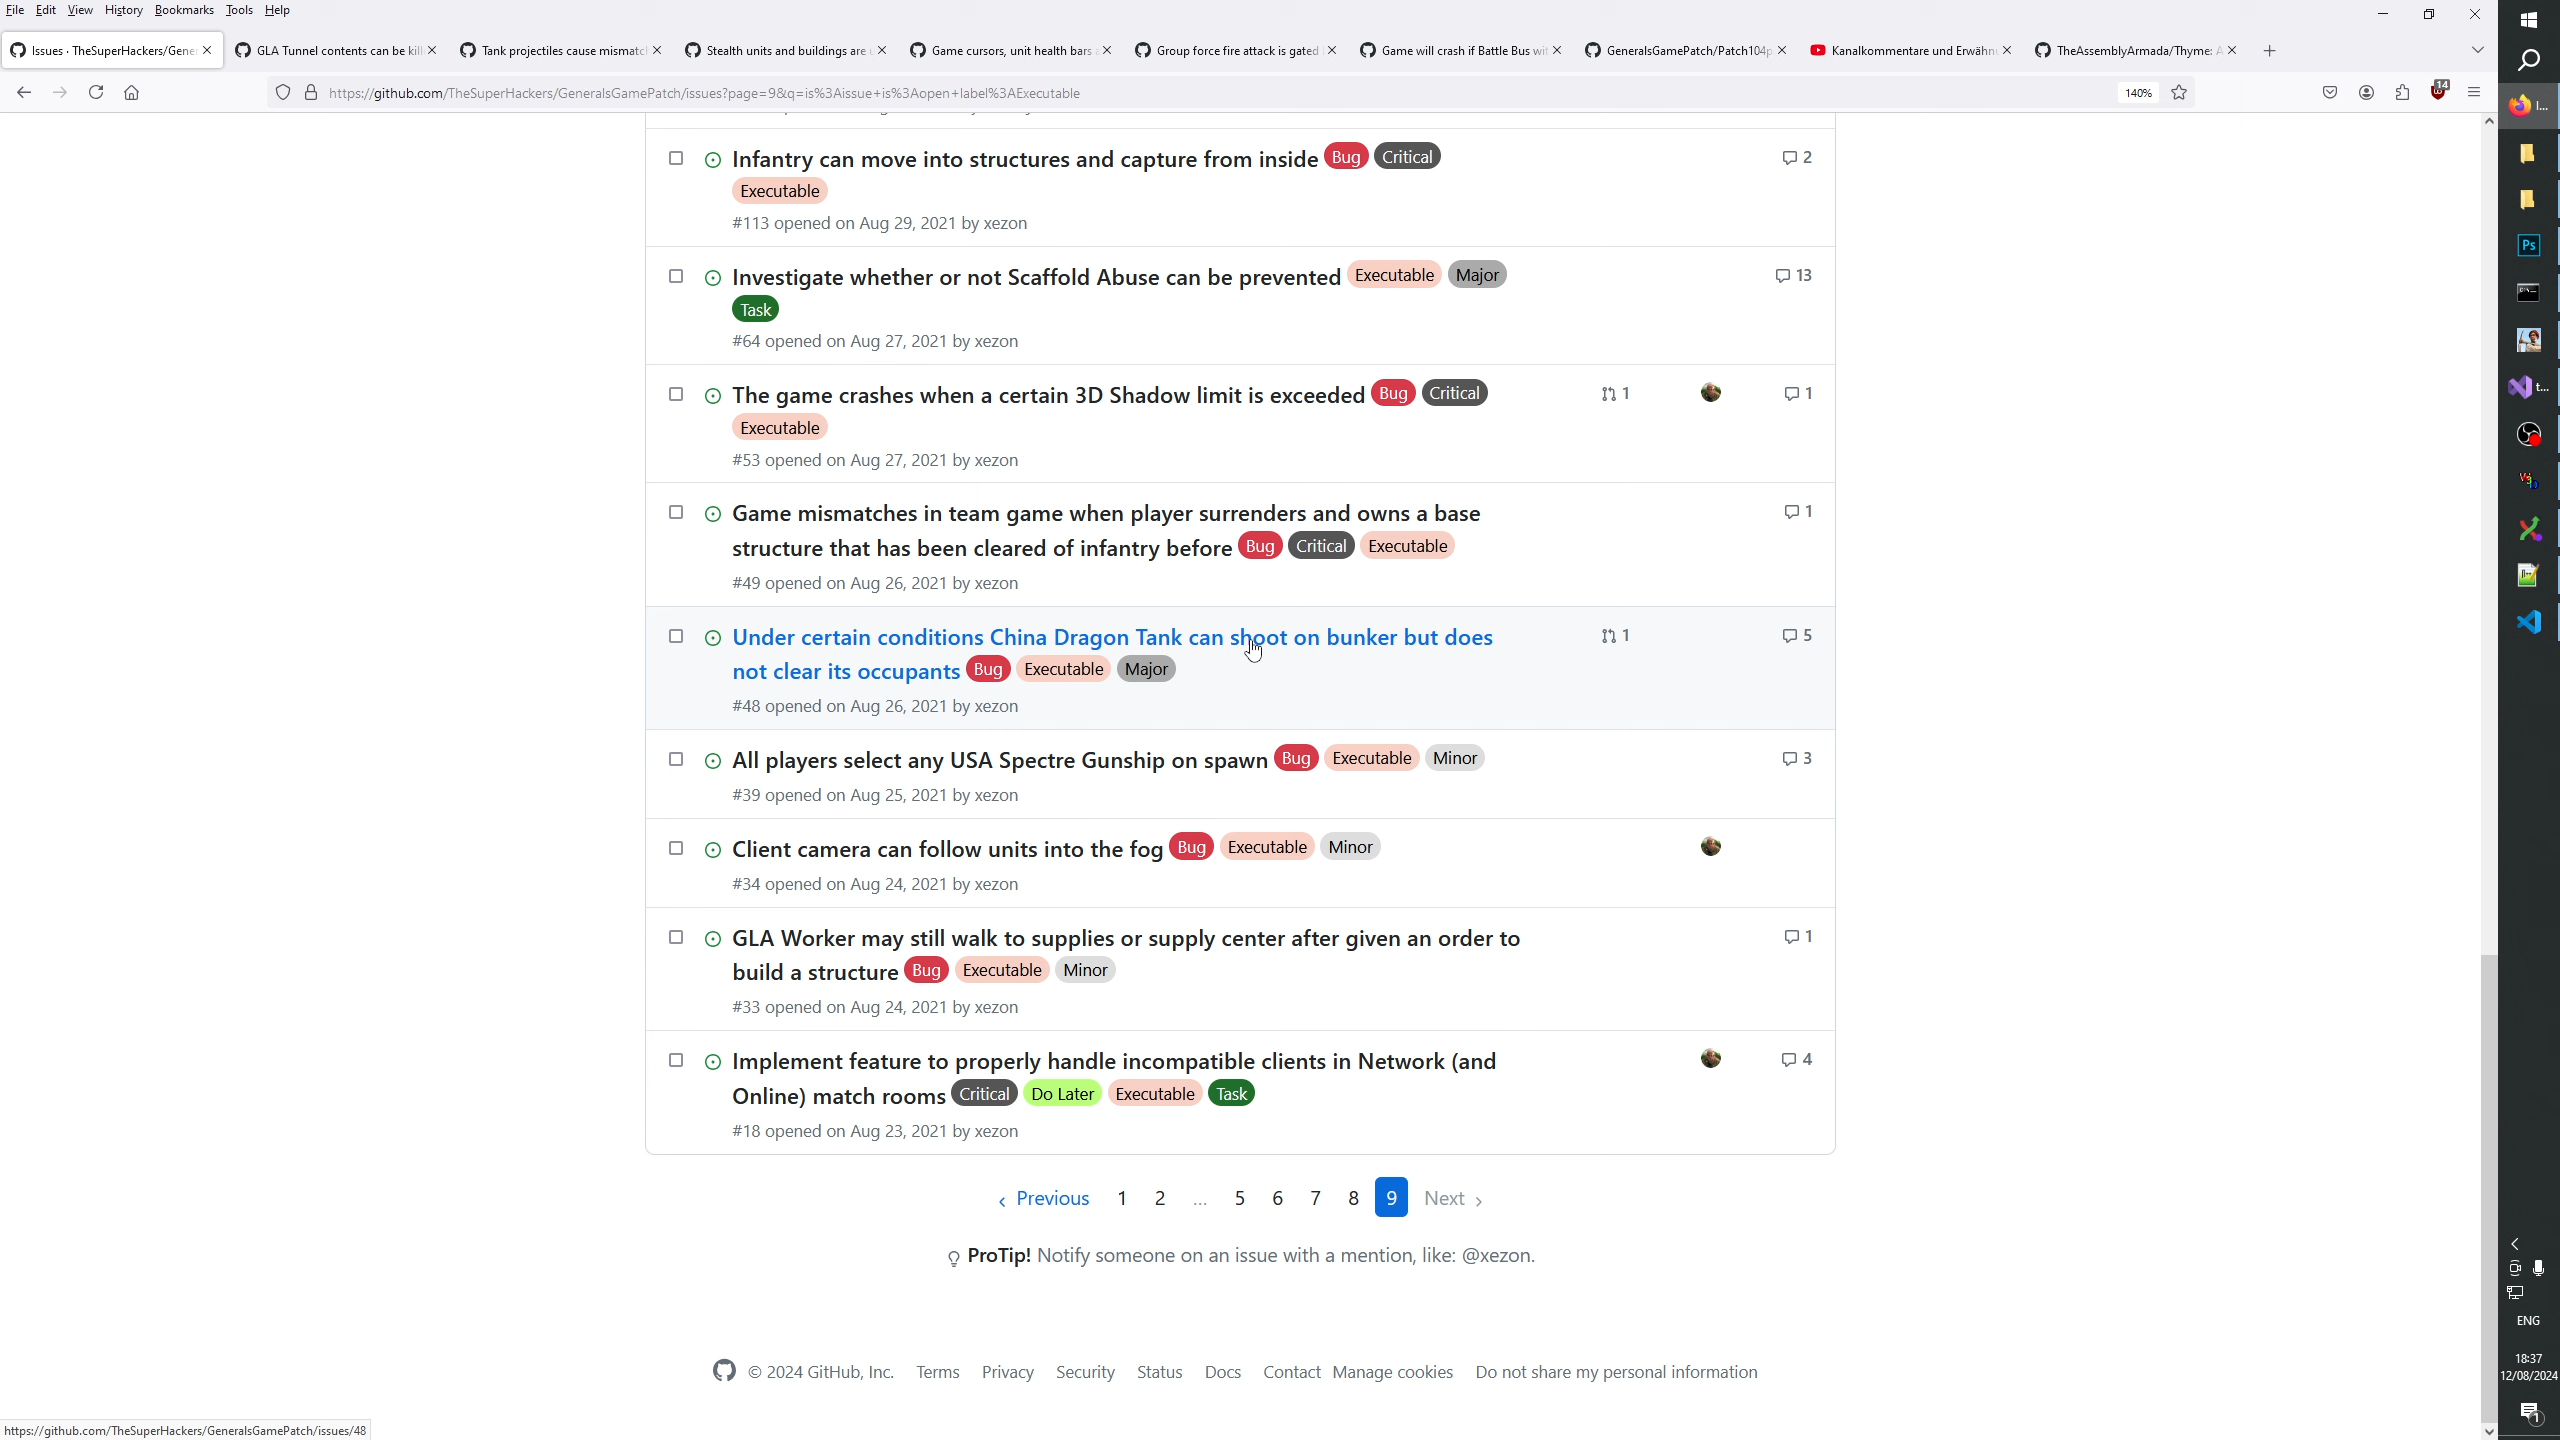 File Edit View History Bookmarks Tools Help
Issues · TheSuperHackers/Gene
GLA Tunnel contents can be kill
Tank projectiles cause mismatc
Stealth units and buildings are
Game cursors, unit health bars
Group force fire attack is gated
Game will crash if Battle Bus wi
GeneralsGamePatch/Patch104p
Kanalkommentare und Erwähn
TheAssemblyArmada/Thyme:
https://github.com/TheSuperHackers/GeneralsGamePatch/issues?page=9&q=is%3Aissue+is%3Aopen+label%3AExecutable
140%
14
Infantry can move into structures and capture from inside Bug Critical
2
Executable
#113 opened on Aug 29, 2021 by xezon
Investigate whether or not Scaffold Abuse can be prevented Executable Major
13
Task
#64 opened on Aug 27, 2021 by xezon
The game crashes when a certain 3D Shadow limit is exceeded Bug Critical
1
1
Executable
#53 opened on Aug 27, 2021 by xezon
Game mismatches in team game when player surrenders and owns a base
1
structure that has been cleared of infantry before Bug Critical Executable
#49 opened on Aug 26, 2021 by xezon
Under certain conditions China Dragon Tank can shoot on bunker but does
1
5
not clear its occupants Bug Executable Major
#48 opened on Aug 26, 2021 by xezon
All players select any USA Spectre Gunship on spawn Bug Executable Minor
3
#39 opened on Aug 25, 2021 by xezon
Client camera can follow units into the fog Bug Executable Minor
#34 opened on Aug 24, 2021 by xezon
GLA Worker may still walk to supplies or supply center after given an order to
1
build a structure Bug Executable Minor
#33 opened on Aug 24, 2021 by xezon
Implement feature to properly handle incompatible clients in Network (and
4
Online) match rooms Critical Do Later Executable Task
#18 opened on Aug 23, 2021 by xezon
‹ Previous 1 2 … 5 6 7 8 9 Next ›
ProTip! Notify someone on an issue with a mention, like: @xezon.
© 2024 GitHub, Inc. Terms Privacy Security Status Docs Contact Manage cookies Do not share my personal information
https://github.com/TheSuperHackers/GeneralsGamePatch/issues/48
I...
Ps
t...
ENG
18:37
12/08/2024
1